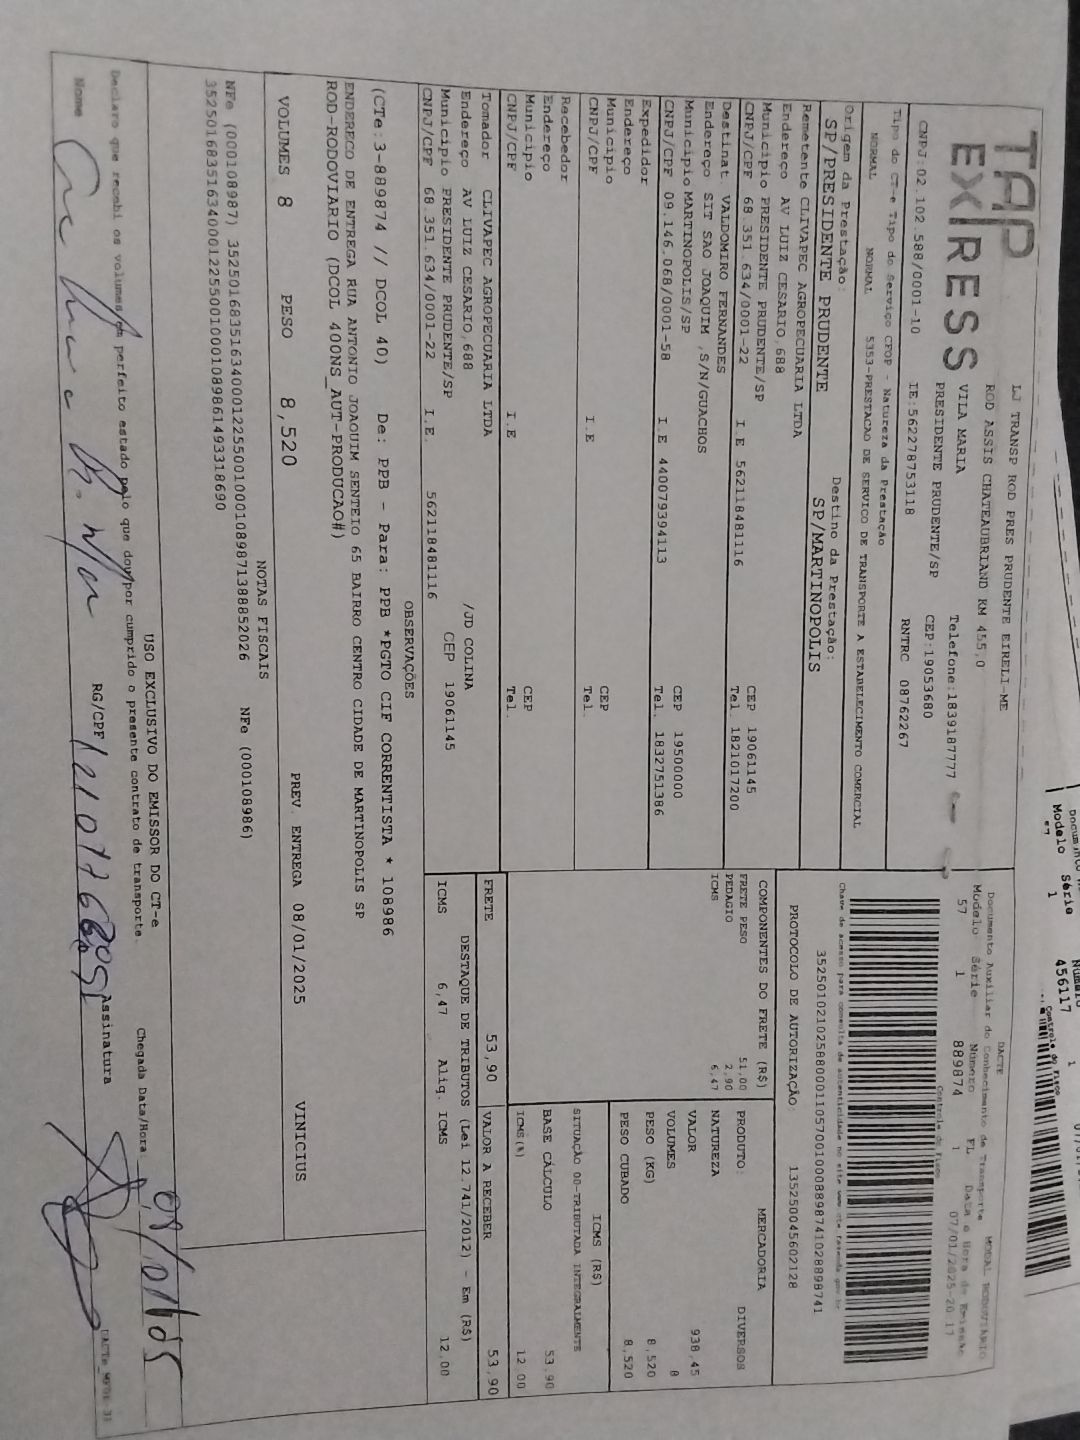 TAP
EXPRESS
LJ TRANSP ROD PRES PRUDENTE EIRELI-ME
ROD ASSIS CHATEAUBRIAND KM 455,0
VILA MARIA Telefone:1839187777
PRESIDENTE PRUDENTE/SP CEP:19053680
CNPJ:02.102.588/0001-10 IE:562278753118 RNTRC 08762267
DACTE
Documento Auxiliar do Conhecimento de Transporte MODAL RODOVIÁRIO
Modelo Série Número FL Data e Hora de Emissão
57 1 889874 1 07/01/2025-20:17
Controle do Fisco
Tipo do CT-e Tipo do Serviço CFOP - Natureza da Prestação
NORMAL NORMAL 5353-PRESTACAO DE SERVICO DE TRANSPORTE A ESTABELECIMENTO COMERCIAL
Chave de acesso para consulta de autenticidade no site www.cte.fazenda.gov.br
Origem da Prestação: Destino da Prestação:
SP/PRESIDENTE PRUDENTE SP/MARTINOPOLIS
PROTOCOLO DE AUTORIZAÇÃO: 135250045602128
Remetente CLIVAPEC AGROPECUARIA LTDA
Endereço AV LUIZ CESARIO,688
Município PRESIDENTE PRUDENTE/SP CEP 19061145
CNPJ/CPF 68.351.634/0001-22 I.E 562118481116 Tel. 1821017200
Destinat. VALDOMIRO FERNANDES
Endereço SIT SAO JOAQUIM ,S/N/GUACHOS
Município MARTINOPOLIS/SP CEP 19500000
CNPJ/CPF 09.146.068/0001-58 I.E 440079394113 Tel. 1832751386
Expedidor
Endereço
Município CEP
CNPJ/CPF I.E Tel.
Recebedor
Endereço
Município CEP
CNPJ/CPF I.E Tel.
Tomador CLIVAPEC AGROPECUARIA LTDA
Endereço AV LUIZ CESARIO,688 /JD COLINA
Município PRESIDENTE PRUDENTE/SP CEP 19061145
CNPJ/CPF 68.351.634/0001-22 I.E. 562118481116
COMPONENTES DO FRETE (R$)
FRETE PESO 51,00
PEDAGIO 2,90
ICMS 6,47
PRODUTO: MERCADORIA
NATUREZA DIVERSOS
VALOR 938,45
VOLUMES 8
PESO (KG) 8,520
PESO CUBADO 8,520
ICMS (R$)
SITUAÇÃO 00-TRIBUTADA INTEGRALMENTE
BASE CÁLCULO 53,90
ICMS(%) 12,00
FRETE 53,90 VALOR A RECEBER 53,90
DESTAQUE DE TRIBUTOS (Lei 12.741/2012) - Em (R$)
ICMS 6,47 Aliq. ICMS 12,00
OBSERVAÇÕES
(CTe:3-889874 // DCOL 40) De: PPB - Para: PPB *PGTO CIF CORRENTISTA * 108986
ENDERECO DE ENTREGA RUA ANTONIO JOAQUIM SENTEIO 65 BAIRRO CENTRO CIDADE DE MARTINOPOLIS SP
ROD-RODOVIARIO (DCOL 40ONS_AUT-PRODUCAO#)
VOLUMES 8 PESO 8,520 PREV. ENTREGA 08/01/2025 VINICIUS
NOTAS FISCAIS
NFe (000108987) NFe (000108986)
USO EXCLUSIVO DO EMISSOR DO CT-e
Declaro que recebi os volumes em perfeito estado pelo que dou por cumprido o presente contrato de transporte. Chegada Data/Hora:
Nome RG/CPF Assinatura
Modelo Série
1 456117
Controle do Fisco